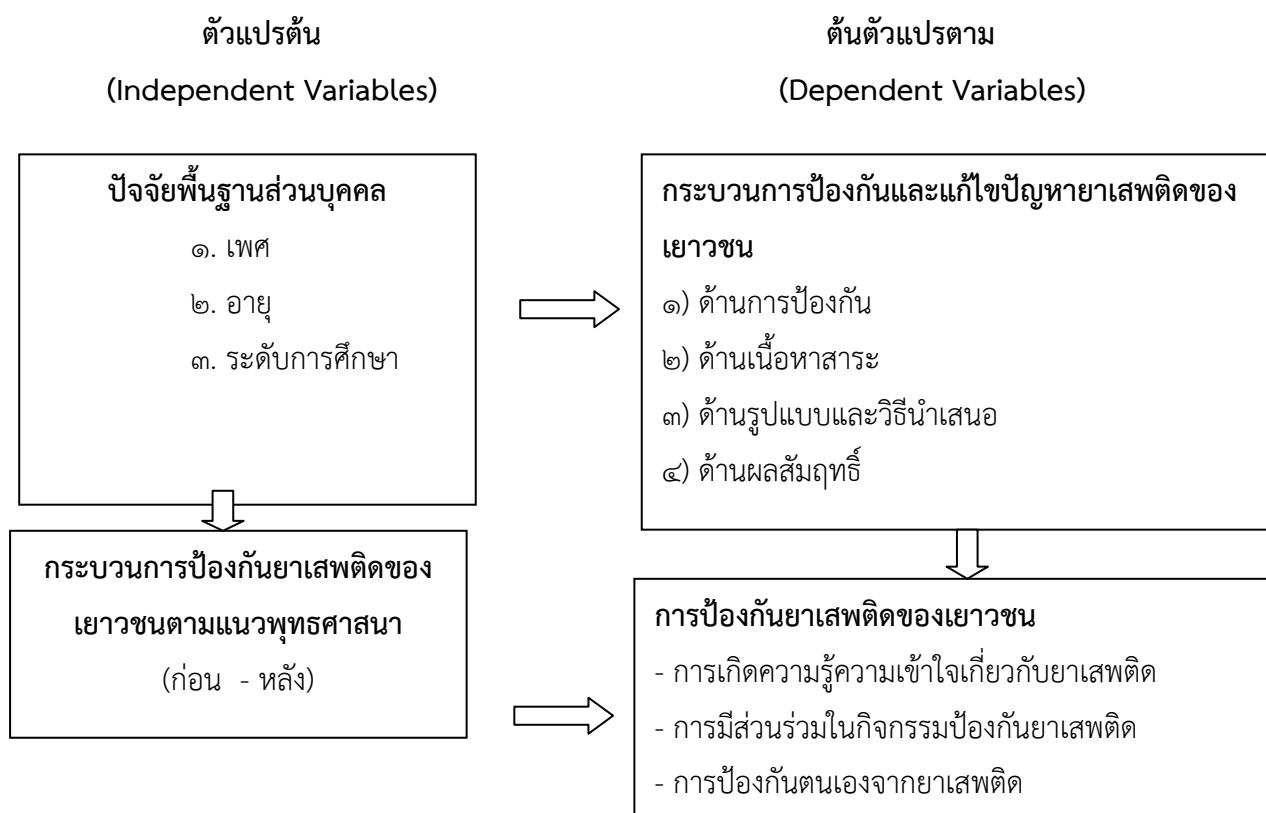 ตัวแปรต้น
(Independent Variables)
ต้นตัวแปรตาม
(Dependent Variables)
ปัจจัยพื้นฐานส่วนบุคคล
๑. เพศ
๒. อายุ
๓. ระดับการศึกษา
กระบวนการป้องกันและแก้ไขปัญหายาเสพติดของ
เยาวชน
๑) ด้านการป้องกัน
๒) ด้านเนื้อหาสาระ
๓) ด้านรูปแบบและวิธีนำเสนอ
๔) ด้านผลสัมฤทธิ์
กระบวนการป้องกันยาเสพติดของ
เยาวชนตามแนวพุทธศาสนา
(ก่อน - หลัง)
การป้องกันยาเสพติดของเยาวชน
- การเกิดความรู้ความเข้าใจเกี่ยวกับยาเสพติด
- การมีส่วนร่วมในกิจกรรมป้องกันยาเสพติด
- การป้องกันตนเองจากยาเสพติด